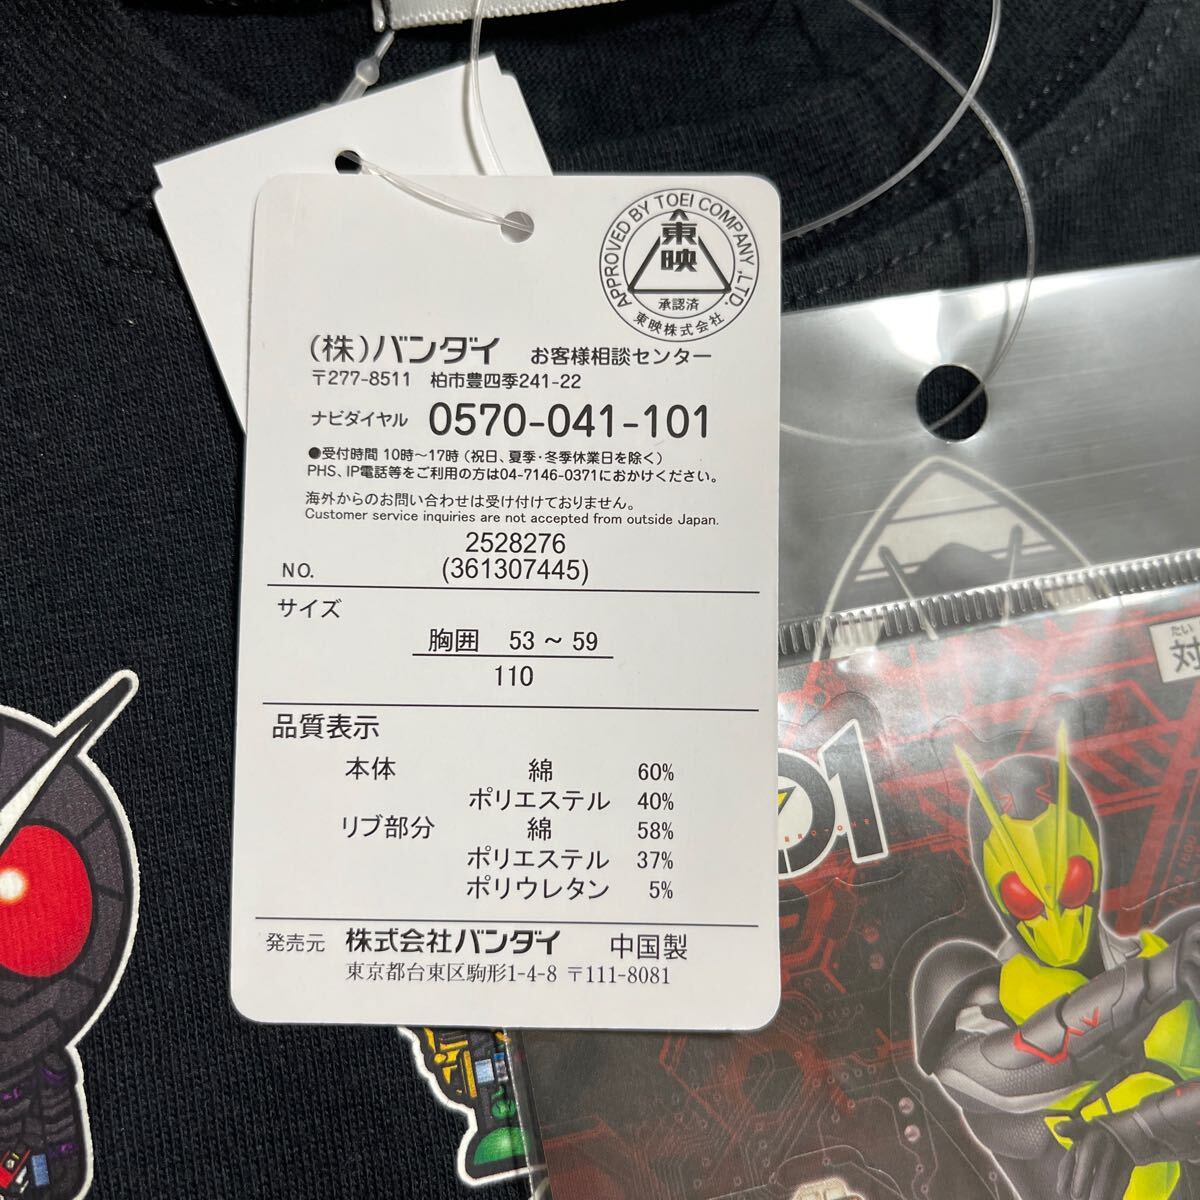 APPROVED BY TOEI COMPANY,LTD.
東映
承認済
東映株式会社
(株)バンダイ お客様相談センター
〒277-8511 柏市豊四季241-22
ナビダイヤル 0570-041-101
●受付時間 10時〜17時 (祝日、夏季・冬季休業日を除く)
PHS、IP電話等をご利用の方は04-7146-0371におかけください。
海外からのお問い合わせは受け付けておりません。
Customer service inquiries are not accepted from outside Japan.
2528276
NO. (361307445)
サイズ
胸囲 53 ~ 59
110
品質表示
本体 綿 60%
ポリエステル 40%
リブ部分 綿 58%
ポリエステル 37%
ポリウレタン 5%
発売元 株式会社バンダイ 中国製
東京都台東区駒形1-4-8 〒111-8081
たい
対
01